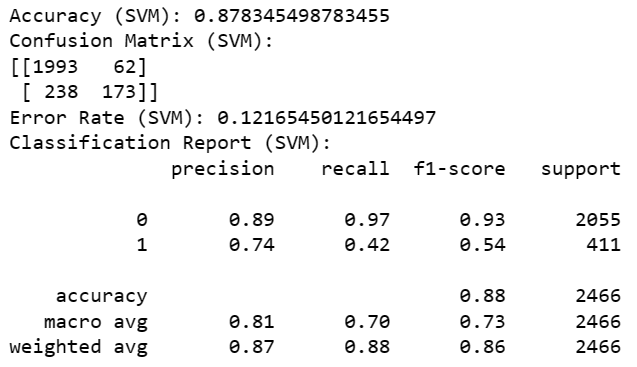 Accuracy (SVM): 0.878345498783455
Confusion Matrix (SVM):
[[1993   62]
 [ 238  173]]
Error Rate (SVM): 0.12165450121654497
Classification Report (SVM):
              precision    recall  f1-score   support

           0       0.89      0.97      0.93      2055
           1       0.74      0.42      0.54       411

    accuracy                           0.88      2466
   macro avg       0.81      0.70      0.73      2466
weighted avg       0.87      0.88      0.86      2466